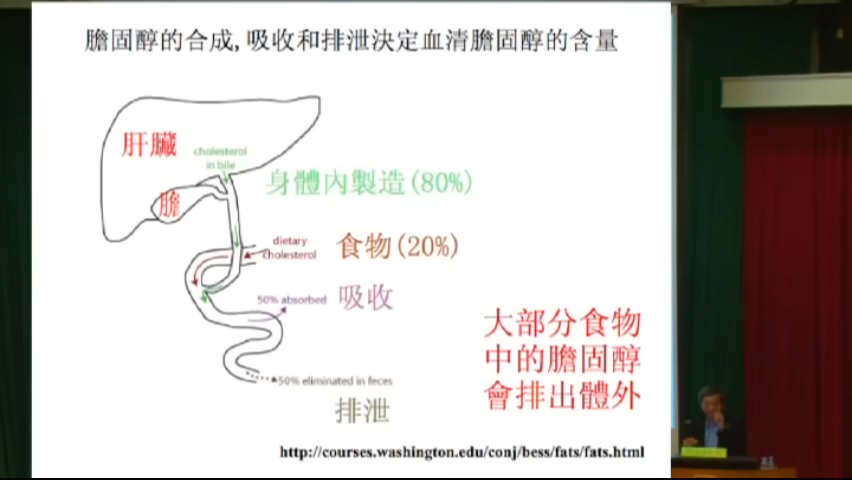 膽固醇的合成,吸收和排泄決定血清膽固醇的含量
肝臟
cholesterol
in bile
身體內製造(80%)
膽
dietary
cholesterol
食物(20%)
50% absorbed
吸收
大部分食物
中的膽固醇
會排出體外
50% eliminated in feces
排泄
http://courses.washington.edu/conj/bess/fats/fats.html